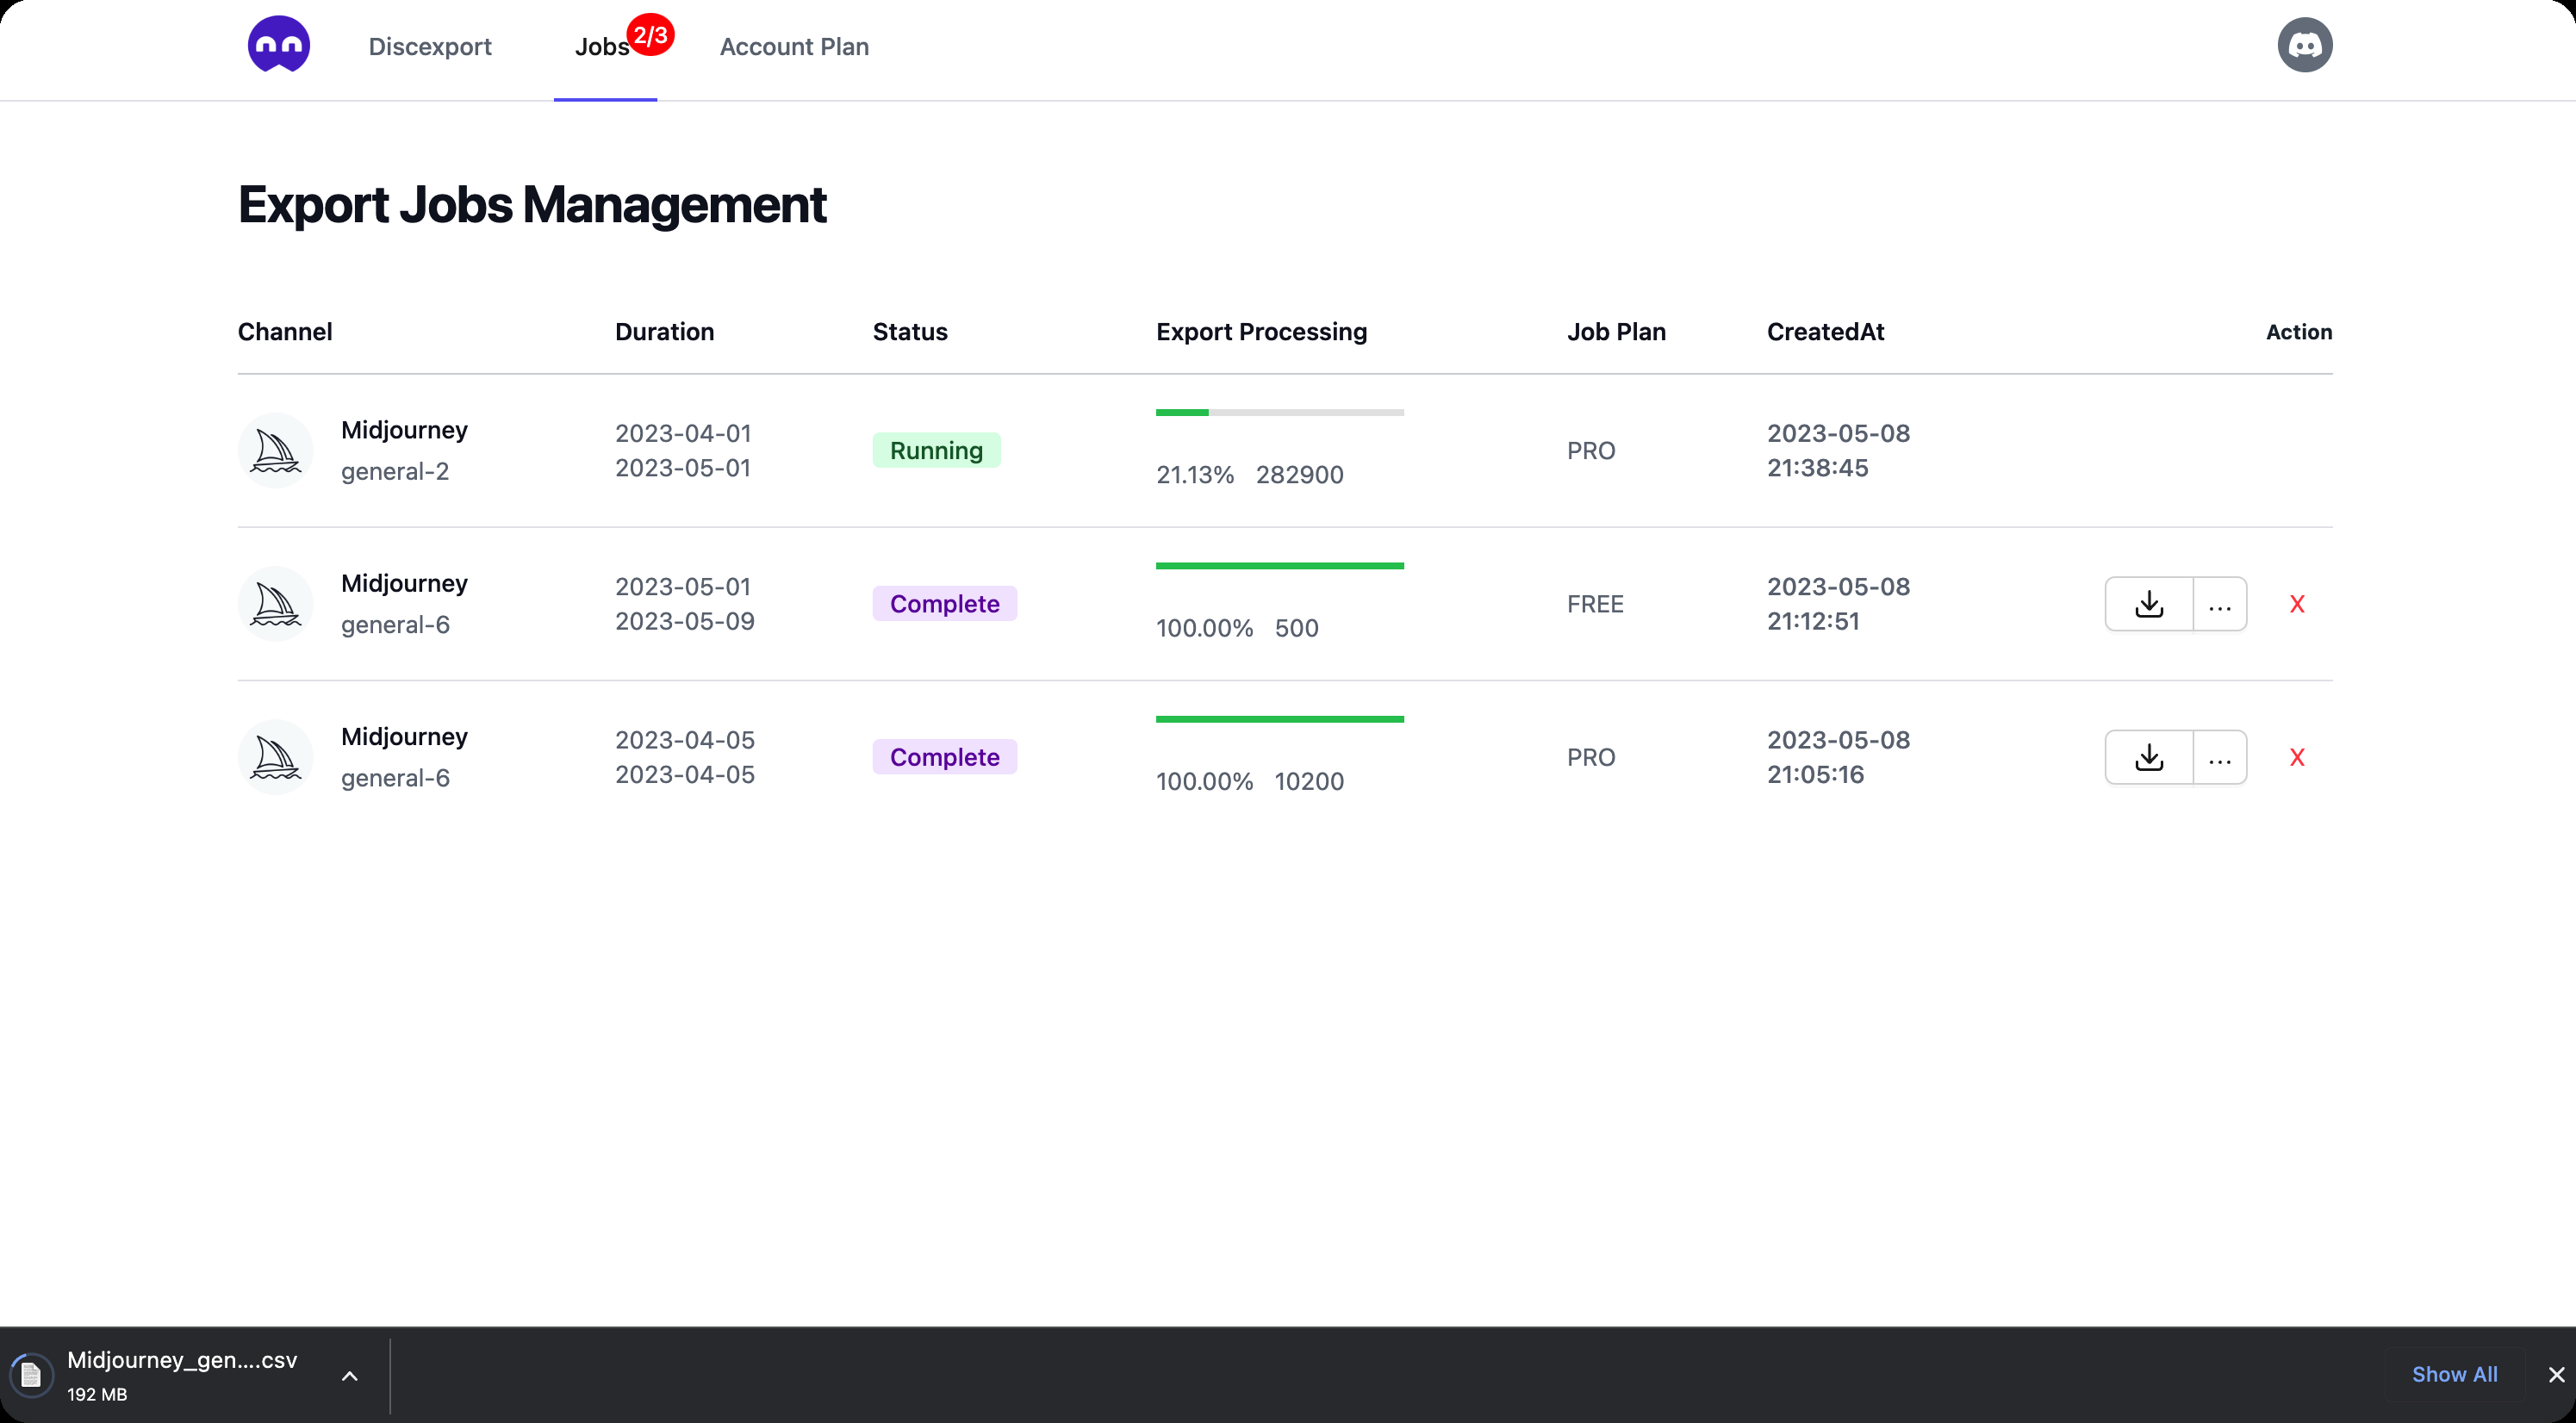 Discexport
Jobs 2/3
Account Plan
Export Jobs Management
Channel Duration Status Export Processing Job Plan CreatedAt Action
Midjourney
general-2
2023-04-01
2023-05-01
Running
21.13% 282900
PRO
2023-05-08
21:38:45
Midjourney
general-6
2023-05-01
2023-05-09
Complete
100.00% 500
FREE
2023-05-08
21:12:51
...
X
Midjourney
general-6
2023-04-05
2023-04-05
Complete
100.00% 10200
PRO
2023-05-08
21:05:16
...
X
Midjourney_gen....csv
192 MB
Show All